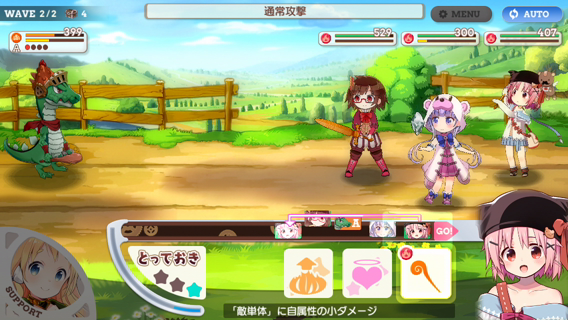 WAVE 2/2 4
通常攻撃
MENU
AUTO
399
A
529
300
407
A
GO!
とっておき
SUPPORT
「敵単体」に自属性の小ダメージ